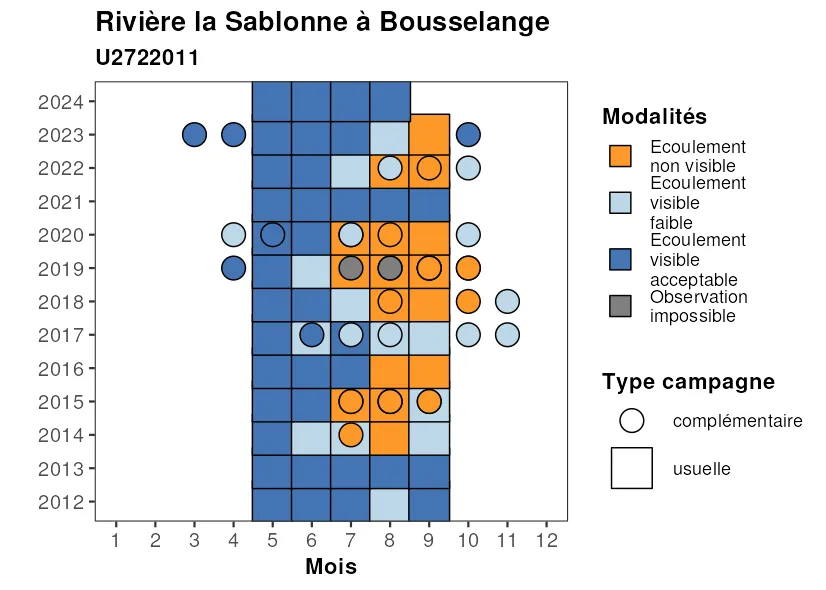 Rivière la Sablonne à Bousselange
U2722011
2024
2023
2022
2021
2020
2019
2018
2017
2016
2015
2014
2013
2012
1 2 3 4 5 6 7 8 9 10 11 12
Mois
Modalités
Ecoulement
non visible
Ecoulement
visible
faible
Ecoulement
visible
acceptable
Observation
impossible
Type campagne
complémentaire
usuelle